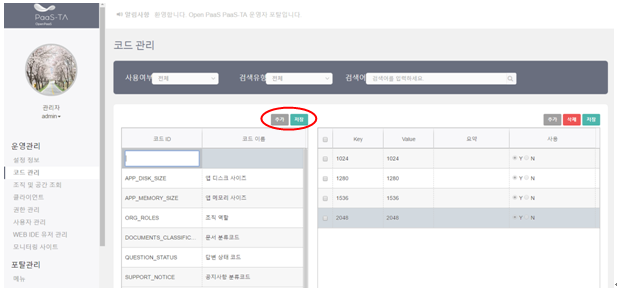 PaaS-TA
Open PaaS
알림사항 환영합니다. Open PaaS PaaS-TA 운영자 포탈입니다.
관리자
admin
운영관리
설정 정보
코드 관리
조직 및 공간 조회
클라이언트
권한 관리
사용자 관리
WEB IDE 유저 관리
모니터링 사이트
포탈관리
메뉴
코드 관리
사용여부 전체 검색유형 전체 검색어 검색어를 입력하세요.
추가 저장
코드 ID 코드 이름
APP_DISK_SIZE 앱 디스크 사이즈
APP_MEMORY_SIZE 앱 메모리 사이즈
ORG_ROLES 조직 역할
DOCUMENTS_CLASSIFIC... 문서 분류코드
QUESTION_STATUS 답변 상태 코드
SUPPORT_NOTICE 공지사항 분류코드
추가 삭제 저장
Key Value 요약 사용
1024 1024 Y N
1280 1280 Y N
1536 1536 Y N
2048 2048 Y N